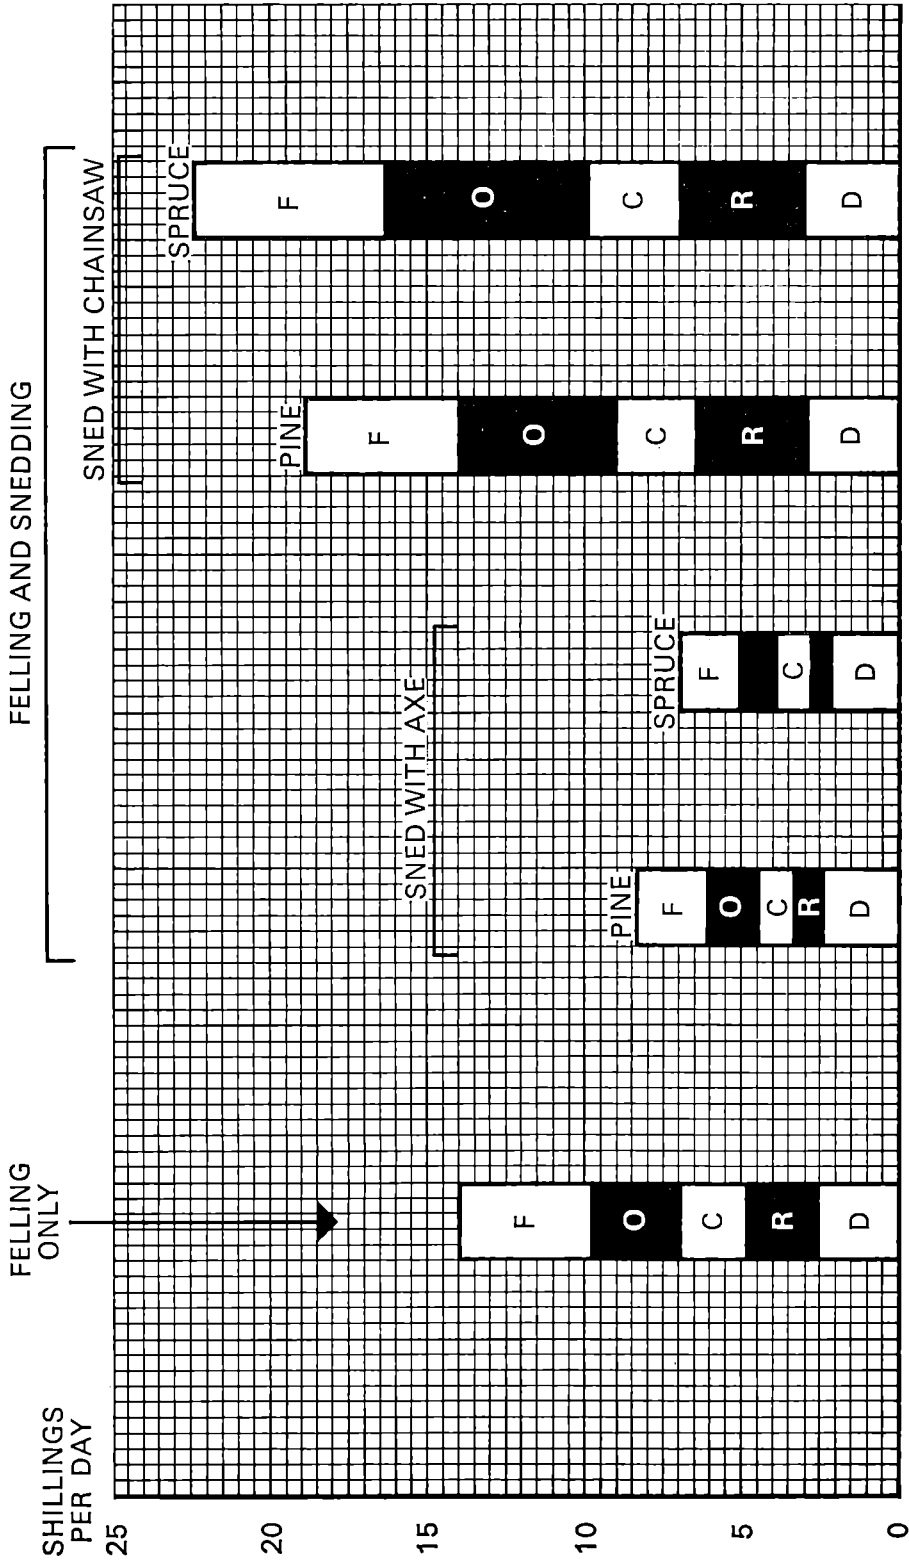 SHILLINGS
PER DAY
FELLING
ONLY
FELLING AND SNEDDING
SNED WITH AXE
SNED WITH CHAINSAW
25
20
15
10
5
0
F
O
C
R
D
PINE
F
O
C
R
D
SPRUCE
F
C
D
PINE
F
O
C
R
D
SPRUCE
F
O
C
R
D